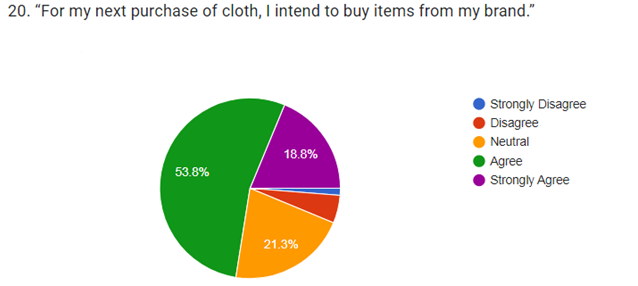 20. “For my next purchase of cloth, I intend to buy items from my brand.”
Strongly Disagree
Disagree
Neutral
Agree
Strongly Agree
18.8%
53.8%
21.3%